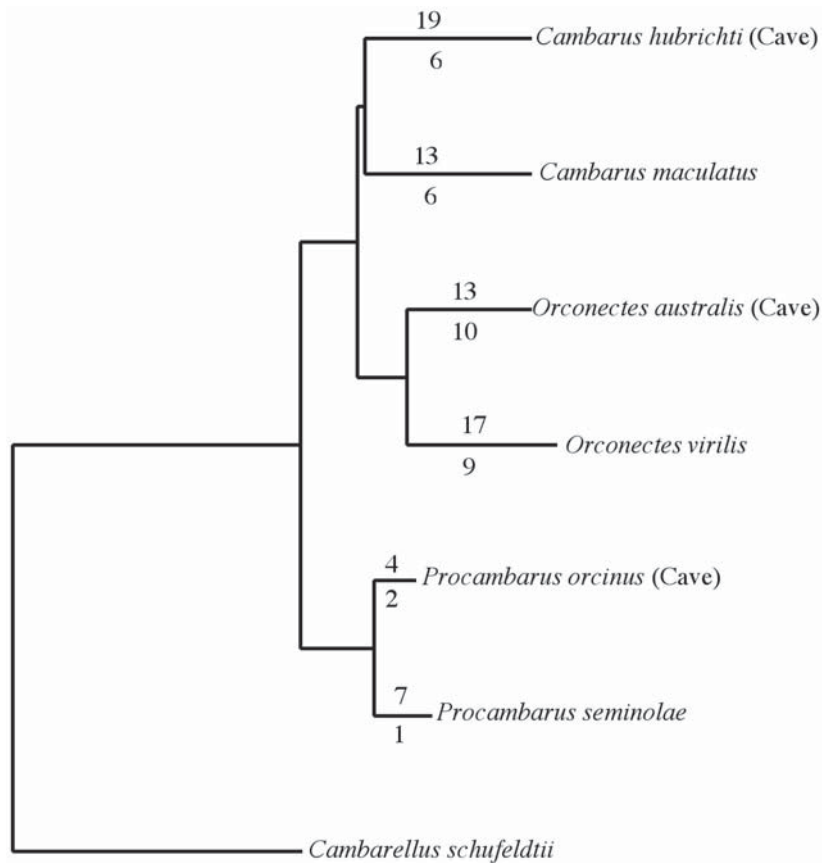 19
Cambarus hubrichti (Cave)
6
13
Cambarus maculatus
6
13
Orconectes australis (Cave)
10
17
Orconectes virilis
9
4
Procambarus orcinus (Cave)
2
7
Procambarus seminolae
1
Cambarellus schufeldtii